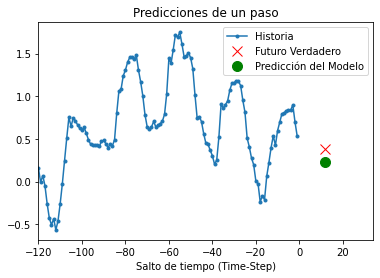 Predicciones de un paso
Historia
Futuro Verdadero
Predicción del Modelo
1.5
1.0
0.5
0.0
−0.5
−120 −100 −80 −60 −40 −20 0 20
Salto de tiempo (Time-Step)